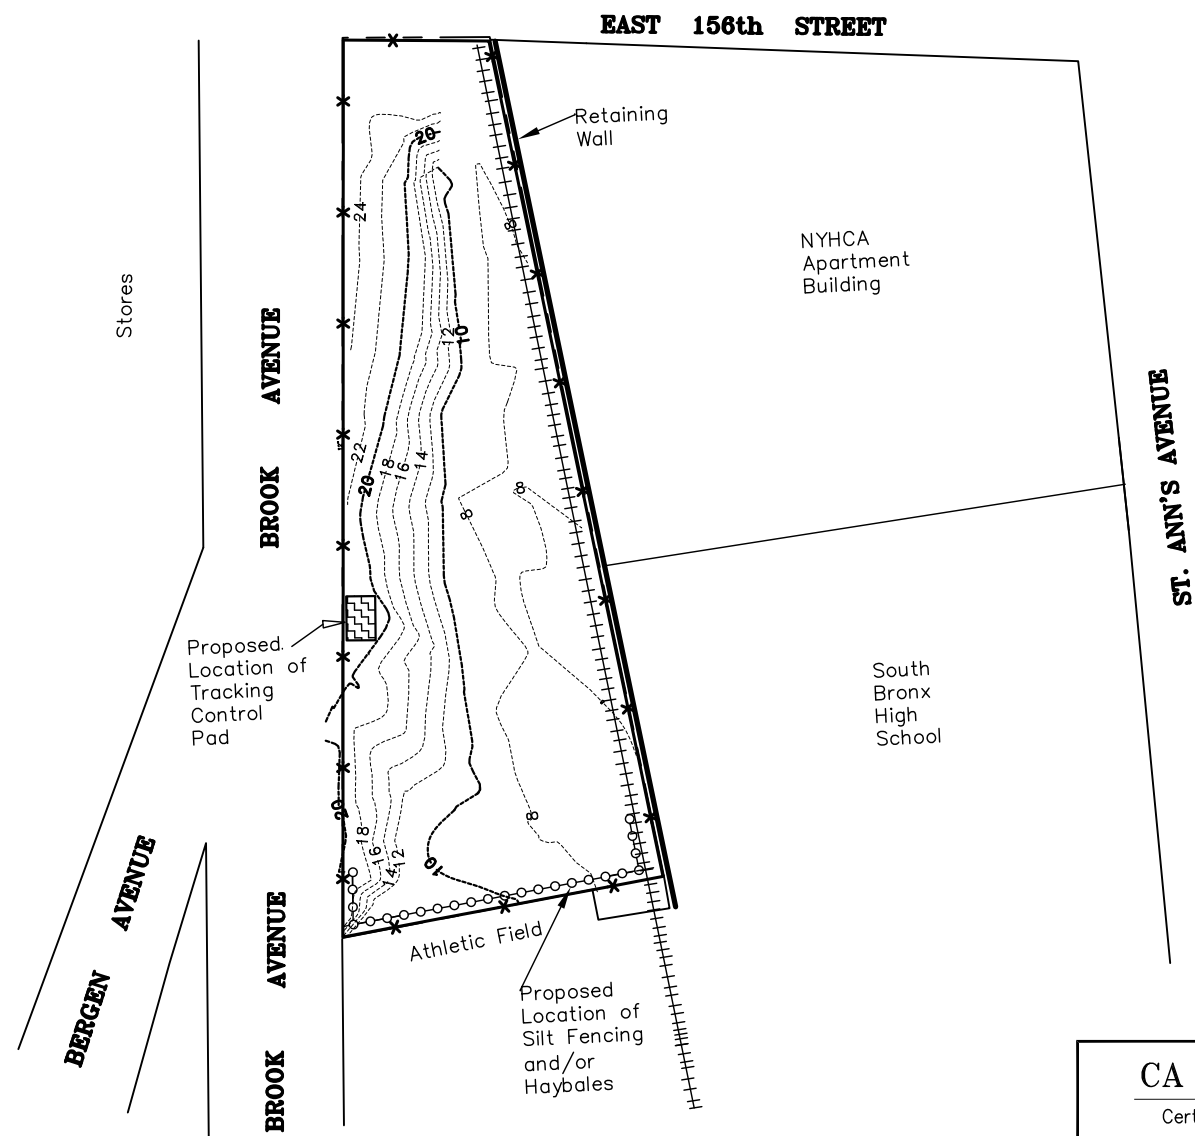 EAST 156th STREET
Retaining
Wall
20
24
8
NYHCA
Apartment
Building
Stores
BROOK AVENUE
12
10
ST. ANN'S AVENUE
22
18
16
14
20
8
8
Proposed
Location of
Tracking
Control
Pad
South
Bronx
High
School
20
18
16
14
12
10
8
BERGEN AVENUE
BROOK AVENUE
Athletic Field
Proposed
Location of
Silt Fencing
and/or
Haybales
CA
Cert